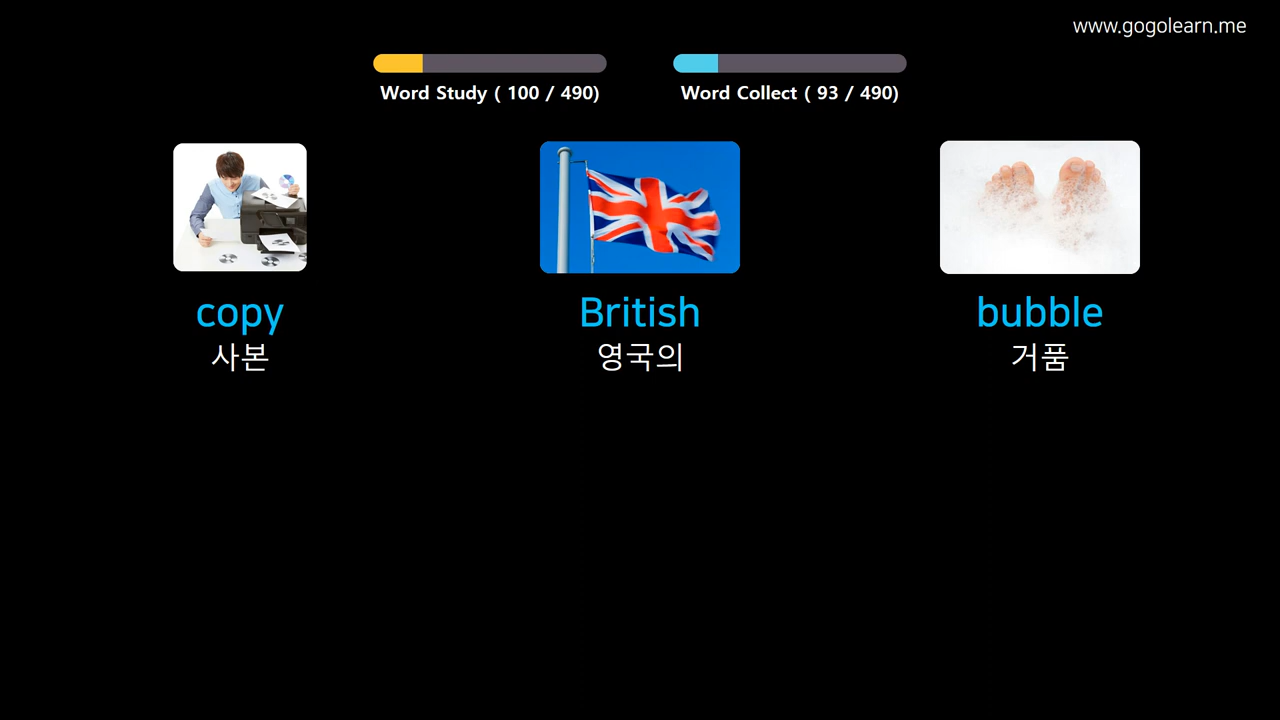 www.gogolearn.me
Word Study ( 100 / 490)
Word Collect ( 93 / 490)
copy
사본
British
영국의
bubble
거품